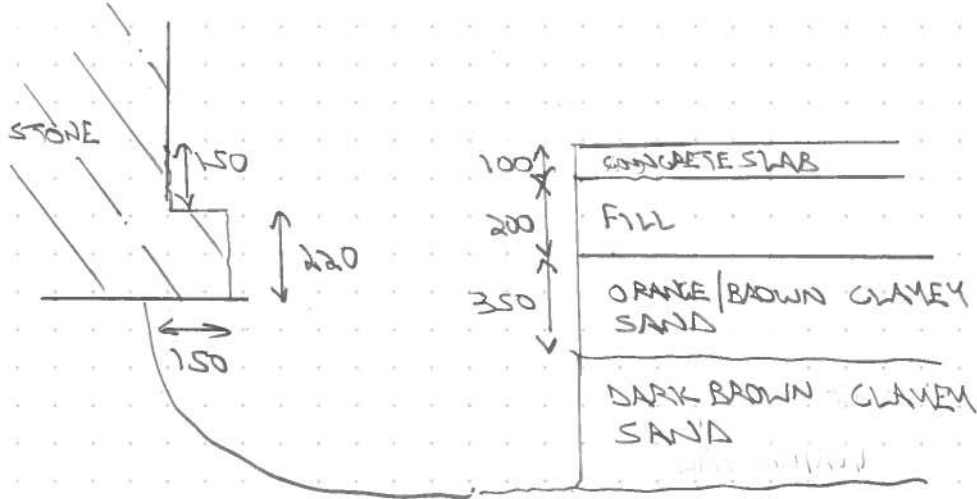 STONE
150
220
150
100
CONCRETE SLAB
200
FILL
350
ORANGE/BROWN CLAYEY
SAND
DARK BROWN CLAYEY
SAND